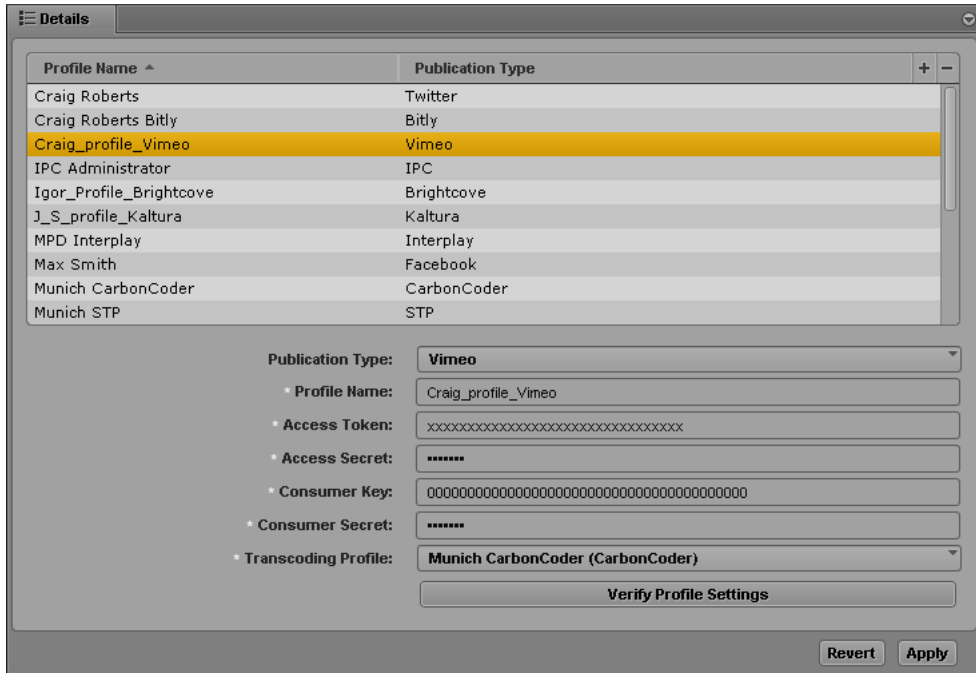 Details
Profile Name Publication Type + −
Craig Roberts Twitter
Craig Roberts Bitly Bitly
Craig_profile_Vimeo Vimeo
IPC Administrator IPC
Igor_Profile_Brightcove Brightcove
J_S_profile_Kaltura Kaltura
MPD Interplay Interplay
Max Smith Facebook
Munich CarbonCoder CarbonCoder
Munich STP STP
Publication Type: Vimeo
* Profile Name: Craig_profile_Vimeo
* Access Token: xxxxxxxxxxxxxxxxxxxxxxxxxxxxxxxx
* Access Secret: •••••••
* Consumer Key: 0000000000000000000000000000000000000000
* Consumer Secret: •••••••
* Transcoding Profile: Munich CarbonCoder (CarbonCoder)
Verify Profile Settings
Revert Apply